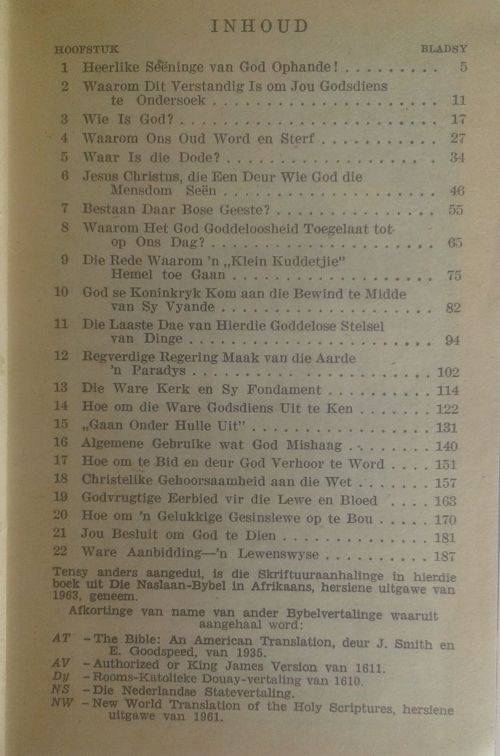 INHOUD
HOOFSTUK BLADSY
1 Heerlike Seëninge van God Ophande! . . . . . . . . . 5
2 Waarom Dit Verstandig Is om Jou Godsdiens
te Ondersoek . . . . . . . . . . . . . . . . . . . . . 11
3 Wie Is God? . . . . . . . . . . . . . . . . . . . . . . . . 17
4 Waarom Ons Oud Word en Sterf . . . . . . . . . . . 27
5 Waar Is die Dode? . . . . . . . . . . . . . . . . . . . . 34
6 Jesus Christus, die Een Deur Wie God die
Mensdom Seën . . . . . . . . . . . . . . . . . . . . 46
7 Bestaan Daar Bose Geeste? . . . . . . . . . . . . . . . 55
8 Waarom Het God Goddeloosheid Toegelaat tot
op Ons Dag? . . . . . . . . . . . . . . . . . . . . . 65
9 Die Rede Waarom 'n „Klein Kuddetjie"
Hemel toe Gaan . . . . . . . . . . . . . . . . . . . 75
10 God se Koninkryk Kom aan die Bewind te Midde
van Sy Vyande . . . . . . . . . . . . . . . . . . . . 82
11 Die Laaste Dae van Hierdie Goddelose Stelsel
van Dinge . . . . . . . . . . . . . . . . . . . . . . . 94
12 Regverdige Regering Maak van die Aarde
'n Paradys . . . . . . . . . . . . . . . . . . . . . . . 102
13 Die Ware Kerk en Sy Fondament . . . . . . . . . . 114
14 Hoe om die Ware Godsdiens Uit te Ken . . . . . . . 122
15 „Gaan Onder Hulle Uit" . . . . . . . . . . . . . . . . . 131
16 Algemene Gebruike wat God Mishaag . . . . . . . . 140
17 Hoe om te Bid en deur God Verhoor te Word . . . . 151
18 Christelike Gehoorsaamheid aan die Wet . . . . . . 157
19 Godvrugtige Eerbied vir die Lewe en Bloed . . . . 163
20 Hoe om 'n Gelukkige Gesinslewe op te Bou . . . . . 170
21 Jou Besluit om God te Dien . . . . . . . . . . . . . . . 181
22 Ware Aanbidding—'n Lewenswyse . . . . . . . . . . 187
Tensy anders aangedui, is die Skriftuuraanhalinge in hierdie
boek uit Die Naslaan-Bybel in Afrikaans, hersiene uitgawe van
1963, geneem.
Afkortinge van name van ander Bybelvertalinge waaruit
aangehaal word:
AT – The Bible: An American Translation, deur J. Smith en
E. Goodspeed, van 1935.
AV – Authorized or King James Version van 1611.
Dy – Rooms-Katolieke Douay-vertaling van 1610.
NS – Die Nederlandse Statevertaling.
NW – New World Translation of the Holy Scriptures, hersiene
uitgawe van 1961.